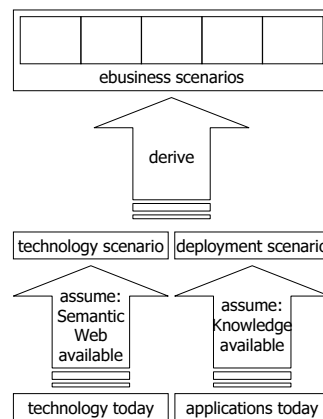 ebusiness scenarios
derive
technology scenario deployment scenario
assume:
Semantic
Web
available
assume:
Knowledge
available
technology today applications today